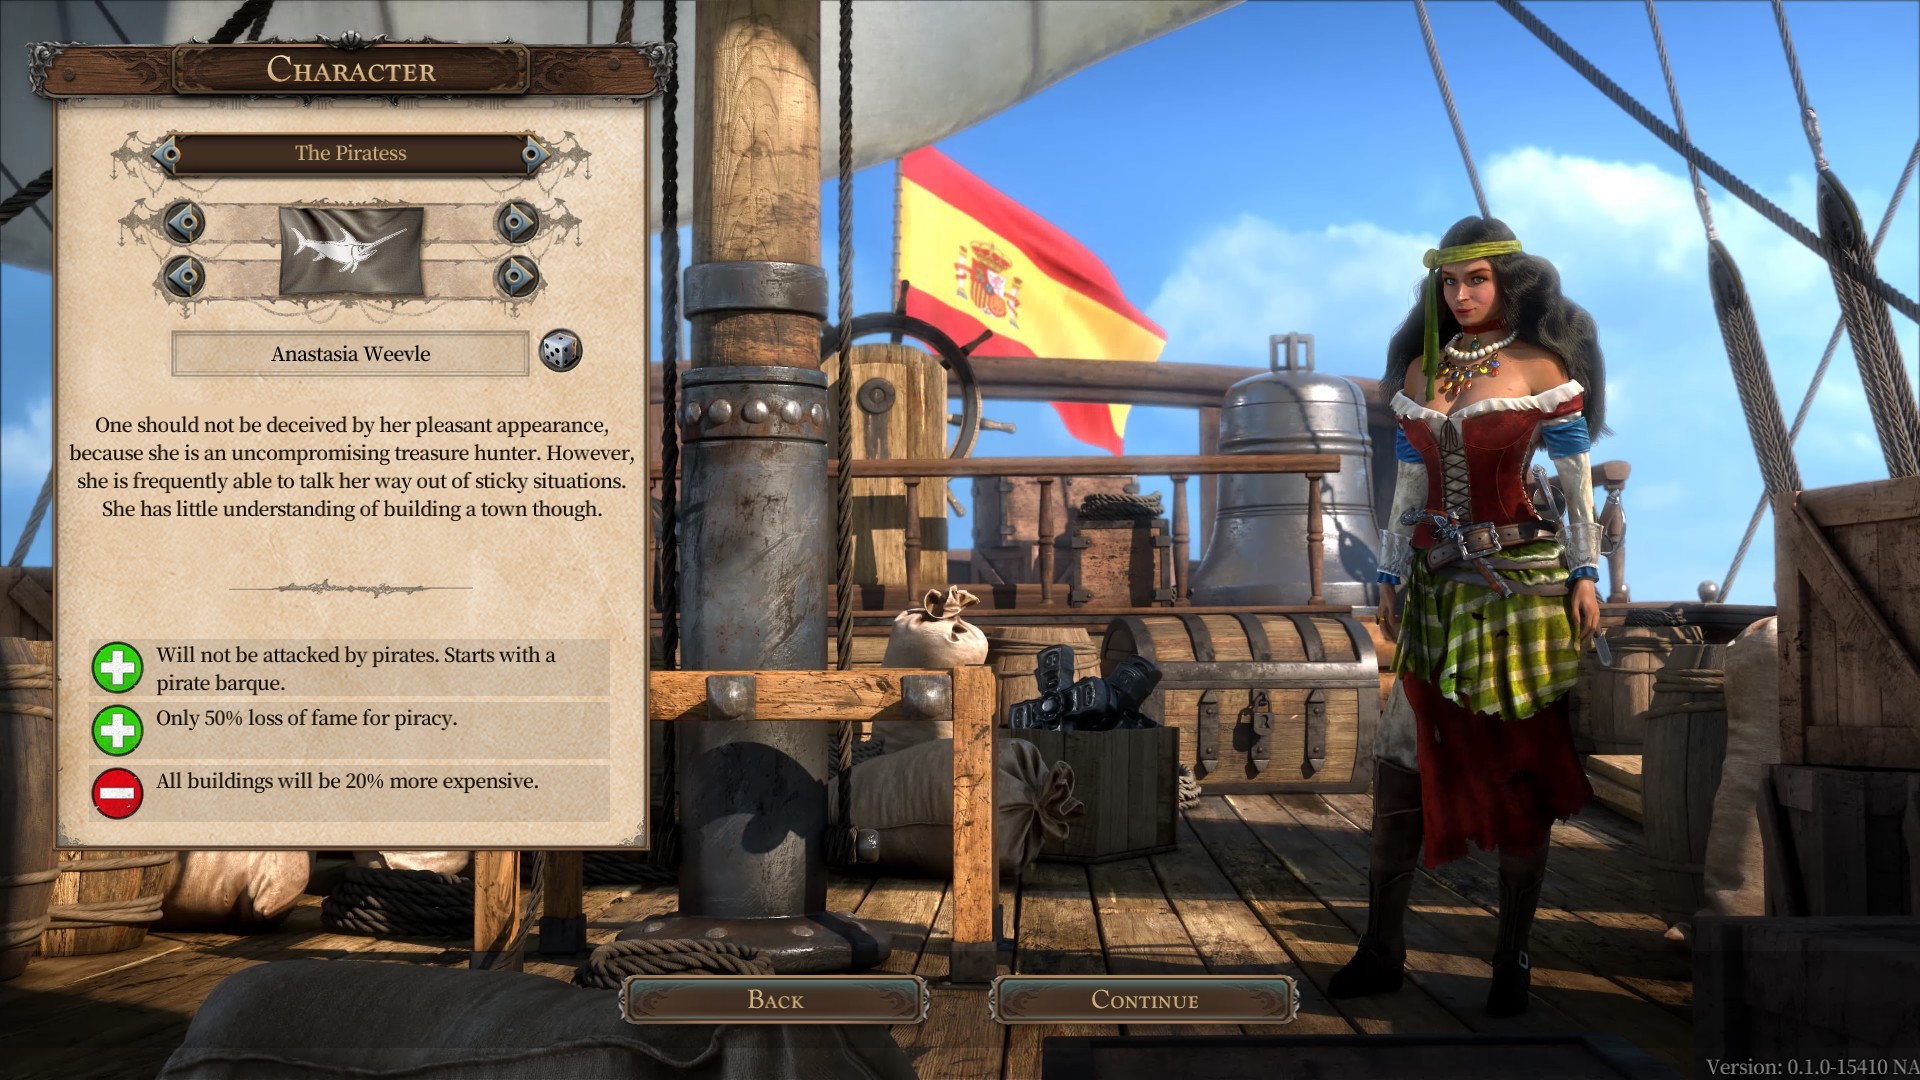 CHARACTER
The Piratess
Anastasia Weevle
One should not be deceived by her pleasant appearance,
because she is an uncompromising treasure hunter. However,
she is frequently able to talk her way out of sticky situations.
She has little understanding of building a town though.
Will not be attacked by pirates. Starts with a
pirate barque.
Only 50% loss of fame for piracy.
All buildings will be 20% more expensive.
BACK
CONTINUE
Version: 0.1.0-15410 NA